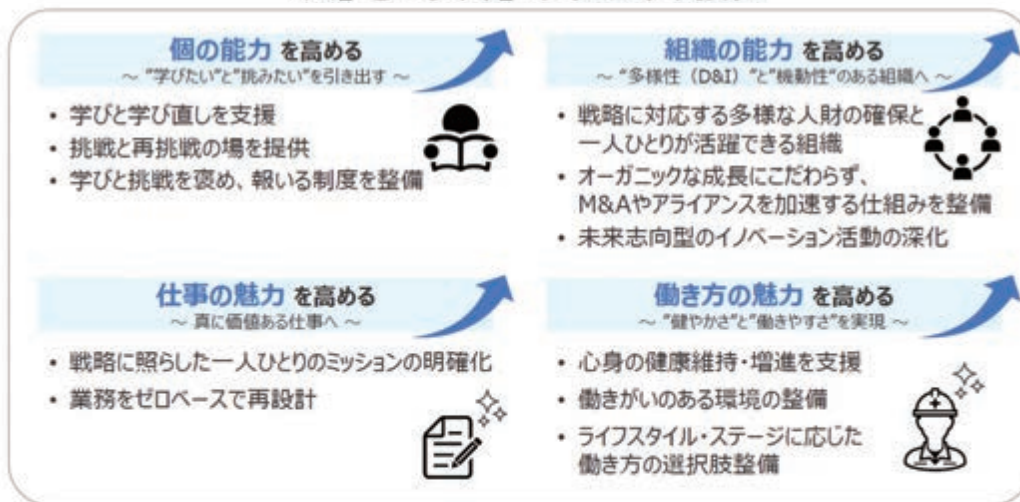 個の能力 を高める
～ "学びたい"と"挑みたい"を引き出す ～
・ 学びと学び直しを支援
・ 挑戦と再挑戦の場を提供
・ 学びと挑戦を褒め、報いる制度を整備
組織の能力 を高める
～ "多様性（D&I）"と"機動性"のある組織へ ～
・ 戦略に対応する多様な人財の確保と
一人ひとりが活躍できる組織
・ オーガニックな成長にこだわらず、
M&Aやアライアンスを加速する仕組みを整備
・ 未来志向型のイノベーション活動の深化
仕事の魅力 を高める
～ 真に価値ある仕事へ ～
・ 戦略に照らした一人ひとりのミッションの明確化
・ 業務をゼロベースで再設計
働き方の魅力 を高める
～ "健やかさ"と"働きやすさ"を実現 ～
・ 心身の健康維持・増進を支援
・ 働きがいのある環境の整備
・ ライフスタイル・ステージに応じた
働き方の選択肢整備